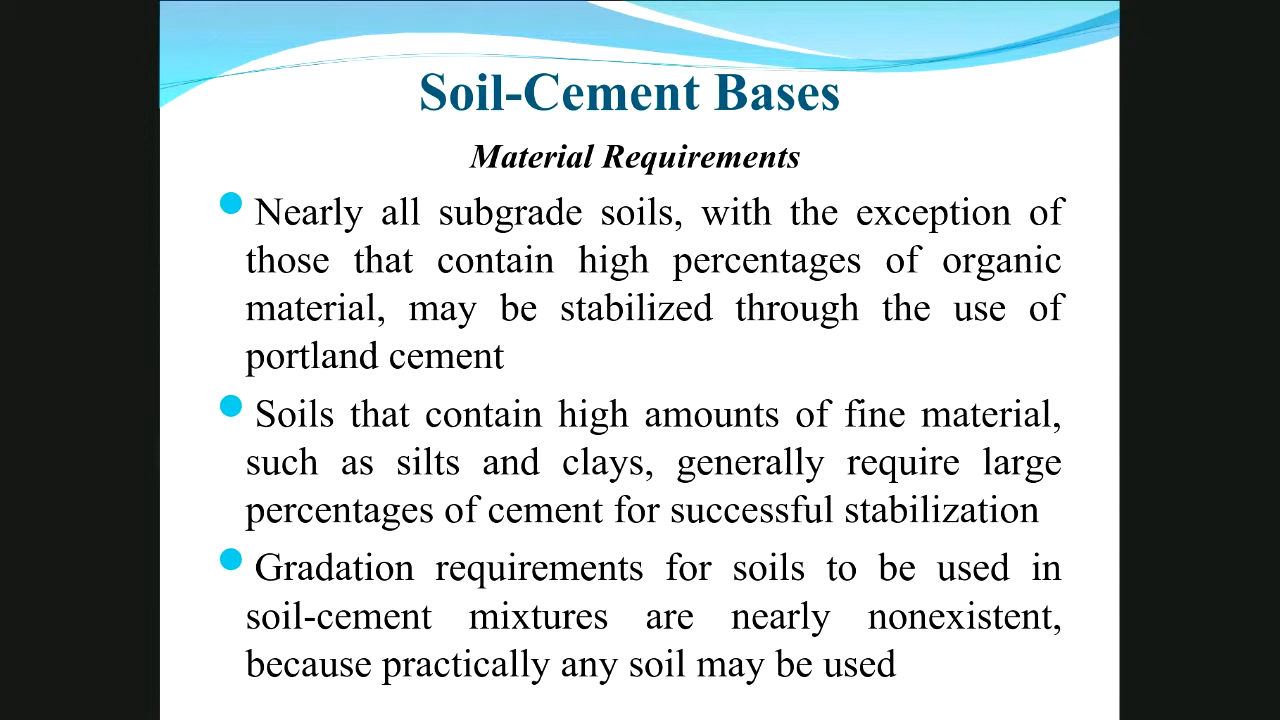 Soil-Cement Bases
Material Requirements
Nearly all subgrade soils, with the exception of
those that contain high percentages of organic
material, may be stabilized through the use of
portland cement
Soils that contain high amounts of fine material,
such as silts and clays, generally require large
percentages of cement for successful stabilization
Gradation requirements for soils to be used in
soil-cement mixtures are nearly nonexistent,
because practically any soil may be used